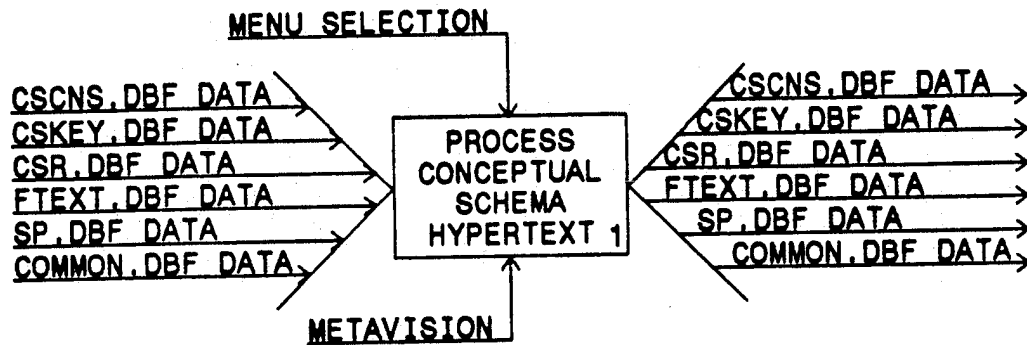 MENU SELECTION
CSCNS.DBF DATA
CSKEY.DBF DATA
CSR.DBF DATA
FTEXT.DBF DATA
SP.DBF DATA
COMMON.DBF DATA
PROCESS
CONCEPTUAL
SCHEMA
HYPERTEXT 1
CSCNS.DBF DATA
CSKEY.DBF DATA
CSR.DBF DATA
FTEXT.DBF DATA
SP.DBF DATA
COMMON.DBF DATA
METAVISION